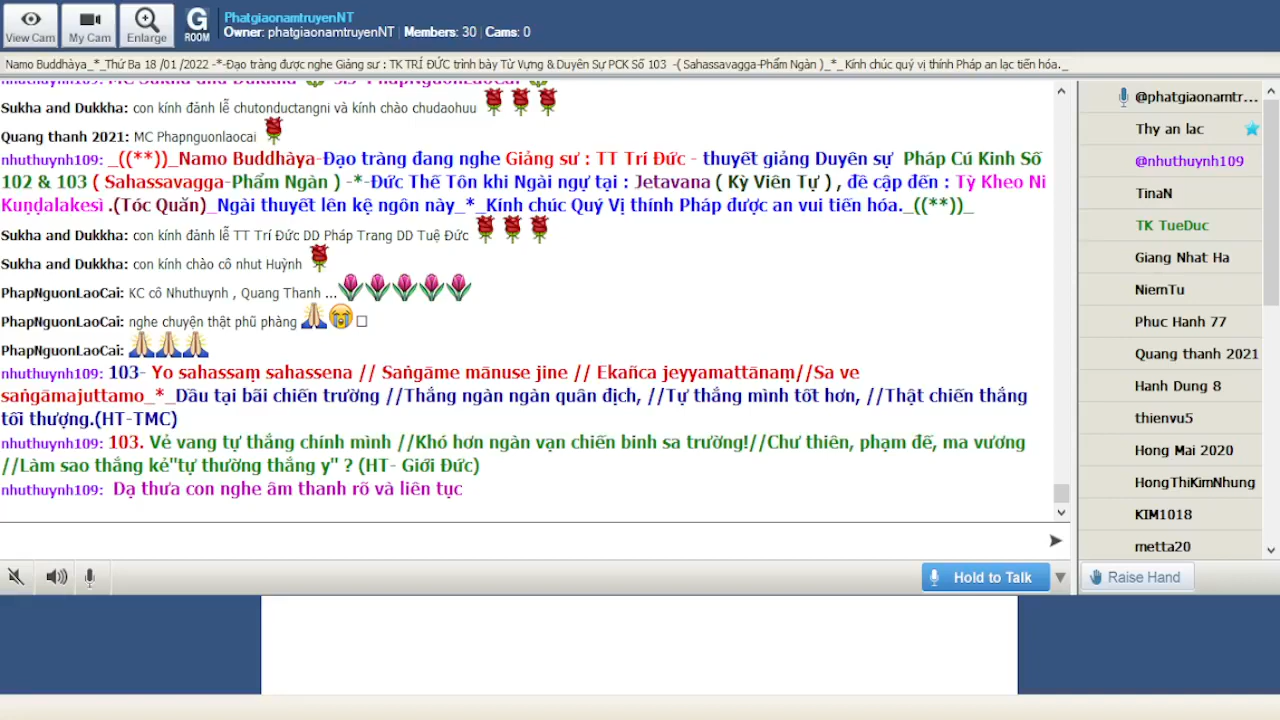 View Cam
My Cam
Enlarge
G
ROOM
PhatgiaonamtruyenNT
Owner: phatgiaonamtruyenNT | Members: 30 | Cams: 0
Namo Buddhàya_*_Thứ Ba 18 /01 /2022 -*-Đạo tràng được nghe Giảng sư : TK TRÍ ĐỨC trình bày Từ Vựng & Duyên Sự PCK Số 103 -( Sahassavagga-Phẩm Ngàn )_*_ Kính chúc quý vị thính Pháp an lạc tiến hóa._
Sukha and Dukkha: con kính đảnh lễ chutonductangni và kính chào chudaohuu
Quang thanh 2021: MC Phapnguonlaocai
nhuthuynh109: _((**))_Namo Buddhàya-Đạo tràng đang nghe Giảng sư : TT Trí Đức - thuyết giảng Duyên sự Pháp Cú Kinh Số
102 & 103 ( Sahassavagga-Phẩm Ngàn ) -*-Đức Thế Tôn khi Ngài ngự tại : Jetavana ( Kỳ Viên Tự ) , đề cập đến : Tỳ Kheo Ni
Kuṇḍalakesì .(Tóc Quăn)_Ngài thuyết lên kệ ngôn này_*_Kính chúc Quý Vị thính Pháp được an vui tiến hóa._((**))_
Sukha and Dukkha: con kính đảnh lễ TT Trí Đức DD Pháp Trang DD Tuệ Đức
Sukha and Dukkha: con kính chào cô nhut Huỳnh
PhapNguonLaoCai: KC cô Nhuthuynh , Quang Thanh ...
PhapNguonLaoCai: nghe chuyện thật phũ phàng
PhapNguonLaoCai:
nhuthuynh109: 103- Yo sahassaṃ sahassena // Saṅgāme mānuse jine // Ekañca jeyyamattānaṃ//Sa ve
saṅgāmajuttamo_*_Dầu tại bãi chiến trường //Thắng ngàn ngàn quân địch, //Tự thắng mình tốt hơn, //Thật chiến thắng
tối thượng.(HT-TMC)
nhuthuynh109: 103. Vẻ vang tự thắng chính mình //Khó hơn ngàn vạn chiến binh sa trường!//Chư thiên, phạm đế, ma vương
//Làm sao thắng kẻ"tự thường thắng y" ? (HT- Giới Đức)
nhuthuynh109: Dạ thưa con nghe âm thanh rõ và liên tục
Hold to Talk
@phatgiaonamtr...
Thy an lac
@nhuthuynh109
TinaN
TK TueDuc
Giang Nhat Ha
NiemTu
Phuc Hanh 77
Quang thanh 2021
Hanh Dung 8
thienvu5
Hong Mai 2020
HongThiKimNhung
KIM1018
metta20
Raise Hand